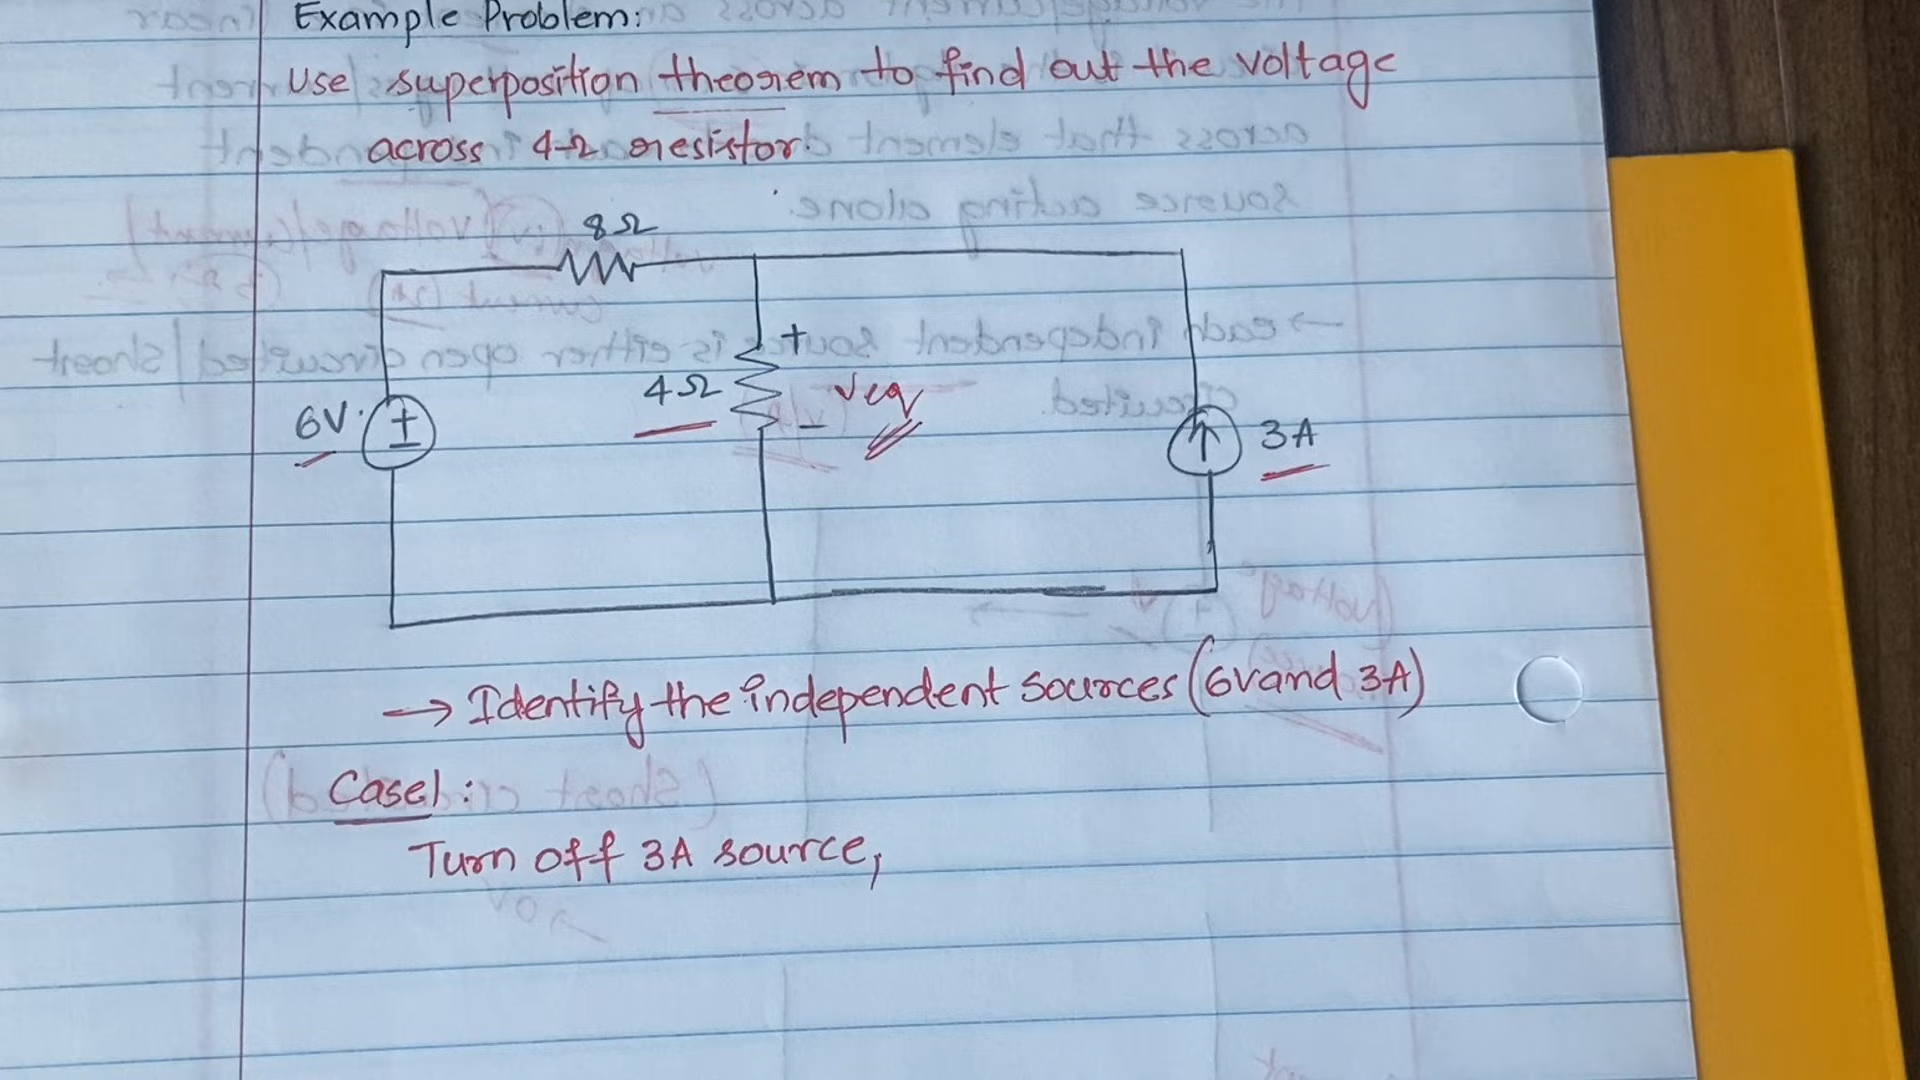 Example Problem:
Use superposition theorem to find out the voltage
across 4Ω resistor.
8Ω
+
4Ω
Veq
-
6V
3A
→ Identify the independent sources (6V and 3A)
Case1:
Turn off 3A source,